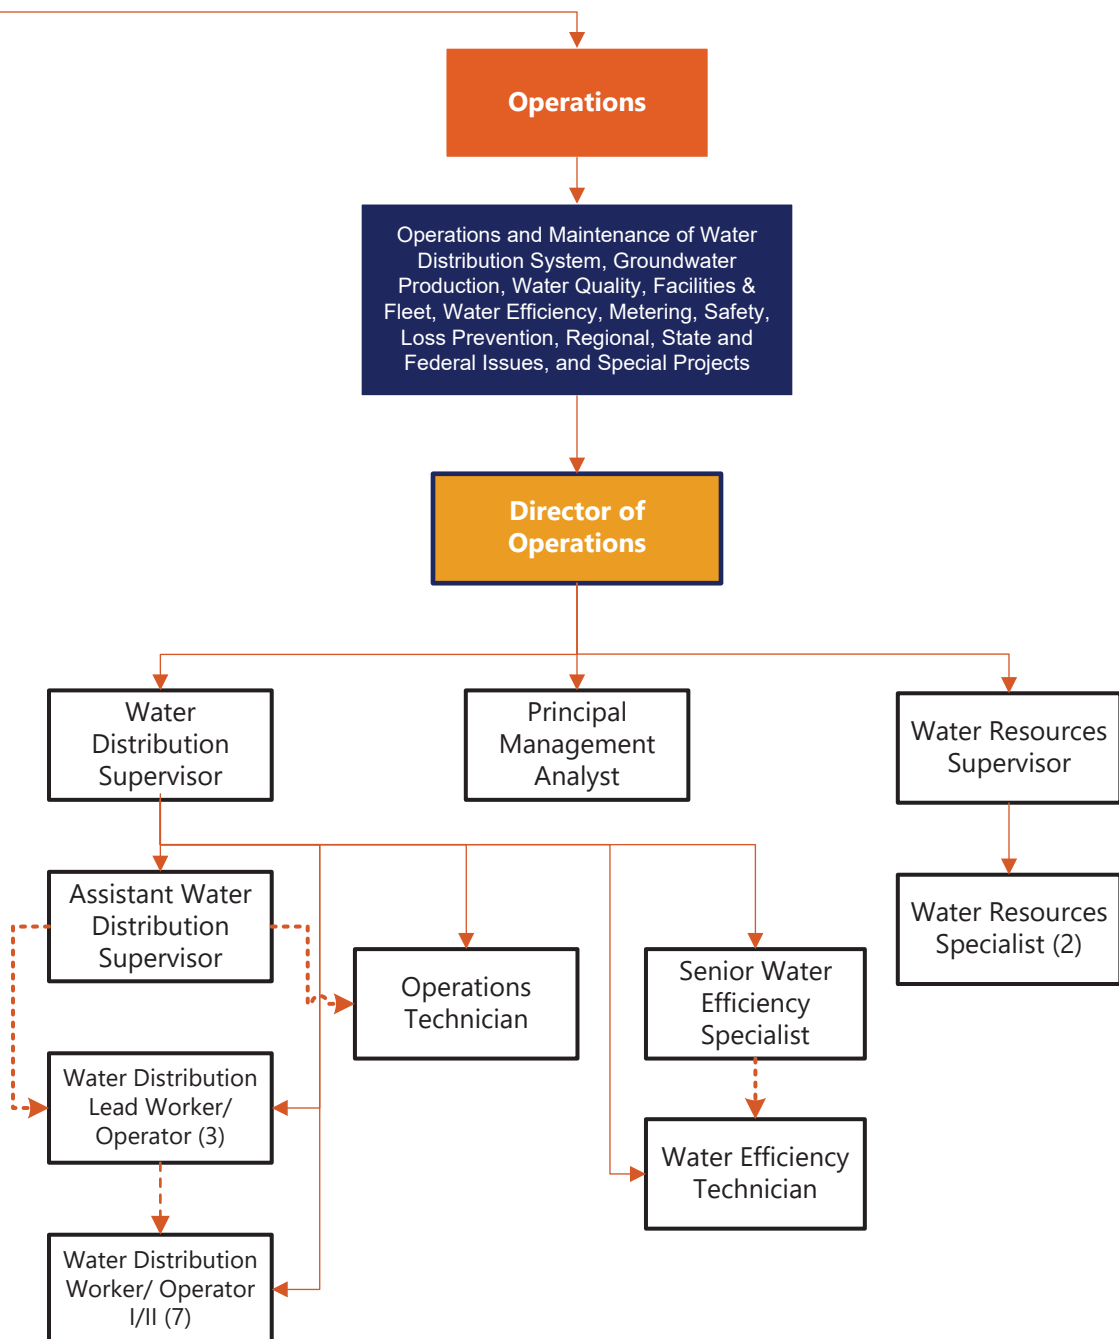 Operations
Operations and Maintenance of Water
Distribution System, Groundwater
Production, Water Quality, Facilities &
Fleet, Water Efficiency, Metering, Safety,
Loss Prevention, Regional, State and
Federal Issues, and Special Projects
Director of
Operations
Water
Distribution
Supervisor
Principal
Management
Analyst
Water Resources
Supervisor
Assistant Water
Distribution
Supervisor
Operations
Technician
Senior Water
Efficiency
Specialist
Water Resources
Specialist (2)
Water Distribution
Lead Worker/
Operator (3)
Water Efficiency
Technician
Water Distribution
Worker/ Operator
I/II (7)